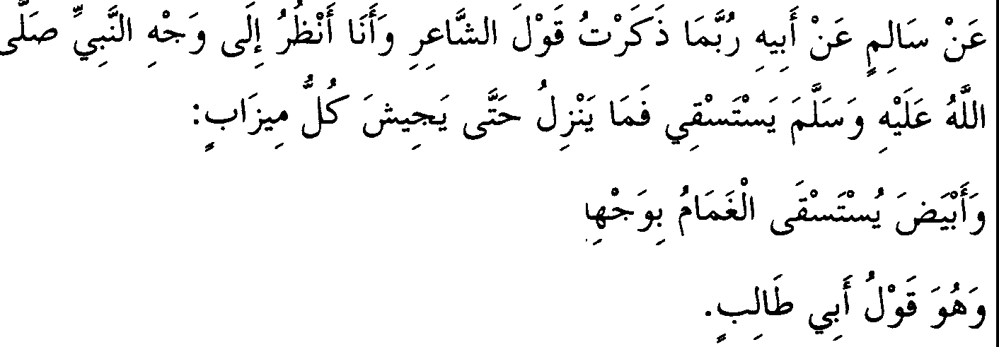 عَنْ سَالِمٍ عَنْ أَبِيهِ رُبَّمَا ذَكَرْتُ قَوْلَ الشَّاعِرِ وَأَنَا أَنْظُرُ إِلَى وَجْهِ النَّبِيِّ صَلَّى
اللَّهُ عَلَيْهِ وَسَلَّمَ يَسْتَسْقِي فَمَا يَنْزِلُ حَتَّى يَجِيشَ كُلُّ مِيزَابٍ:
وَأَبْيَضَ يُسْتَسْقَى الْغَمَامُ بِوَجْهِا
وَهُوَ قَوْلُ أَبِي طَالِبٍ.